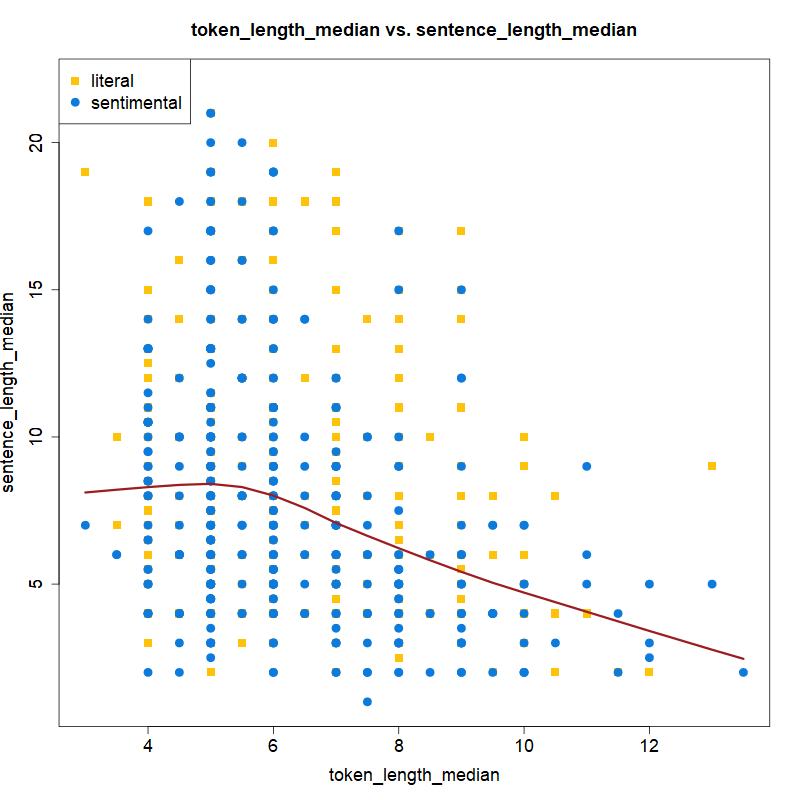 token_length_median vs. sentence_length_median
literal
sentimental
sentence_length_median
20
15
10
5
4
6
8
10
12
token_length_median